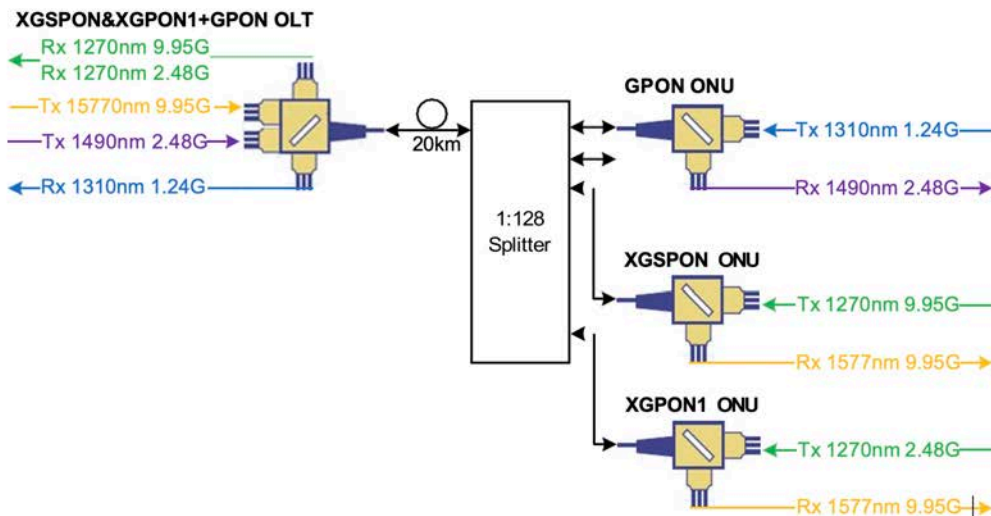 XGSPON&XGPON1+GPON OLT
Rx 1270nm 9.95G
Rx 1270nm 2.48G
Tx 15770nm 9.95G
Tx 1490nm 2.48G
Rx 1310nm 1.24G
20km
1:128
Splitter
GPON ONU
Tx 1310nm 1.24G
Rx 1490nm 2.48G
XGSPON ONU
Tx 1270nm 9.95G
Rx 1577nm 9.95G
XGPON1 ONU
Tx 1270nm 2.48G
Rx 1577nm 9.95G